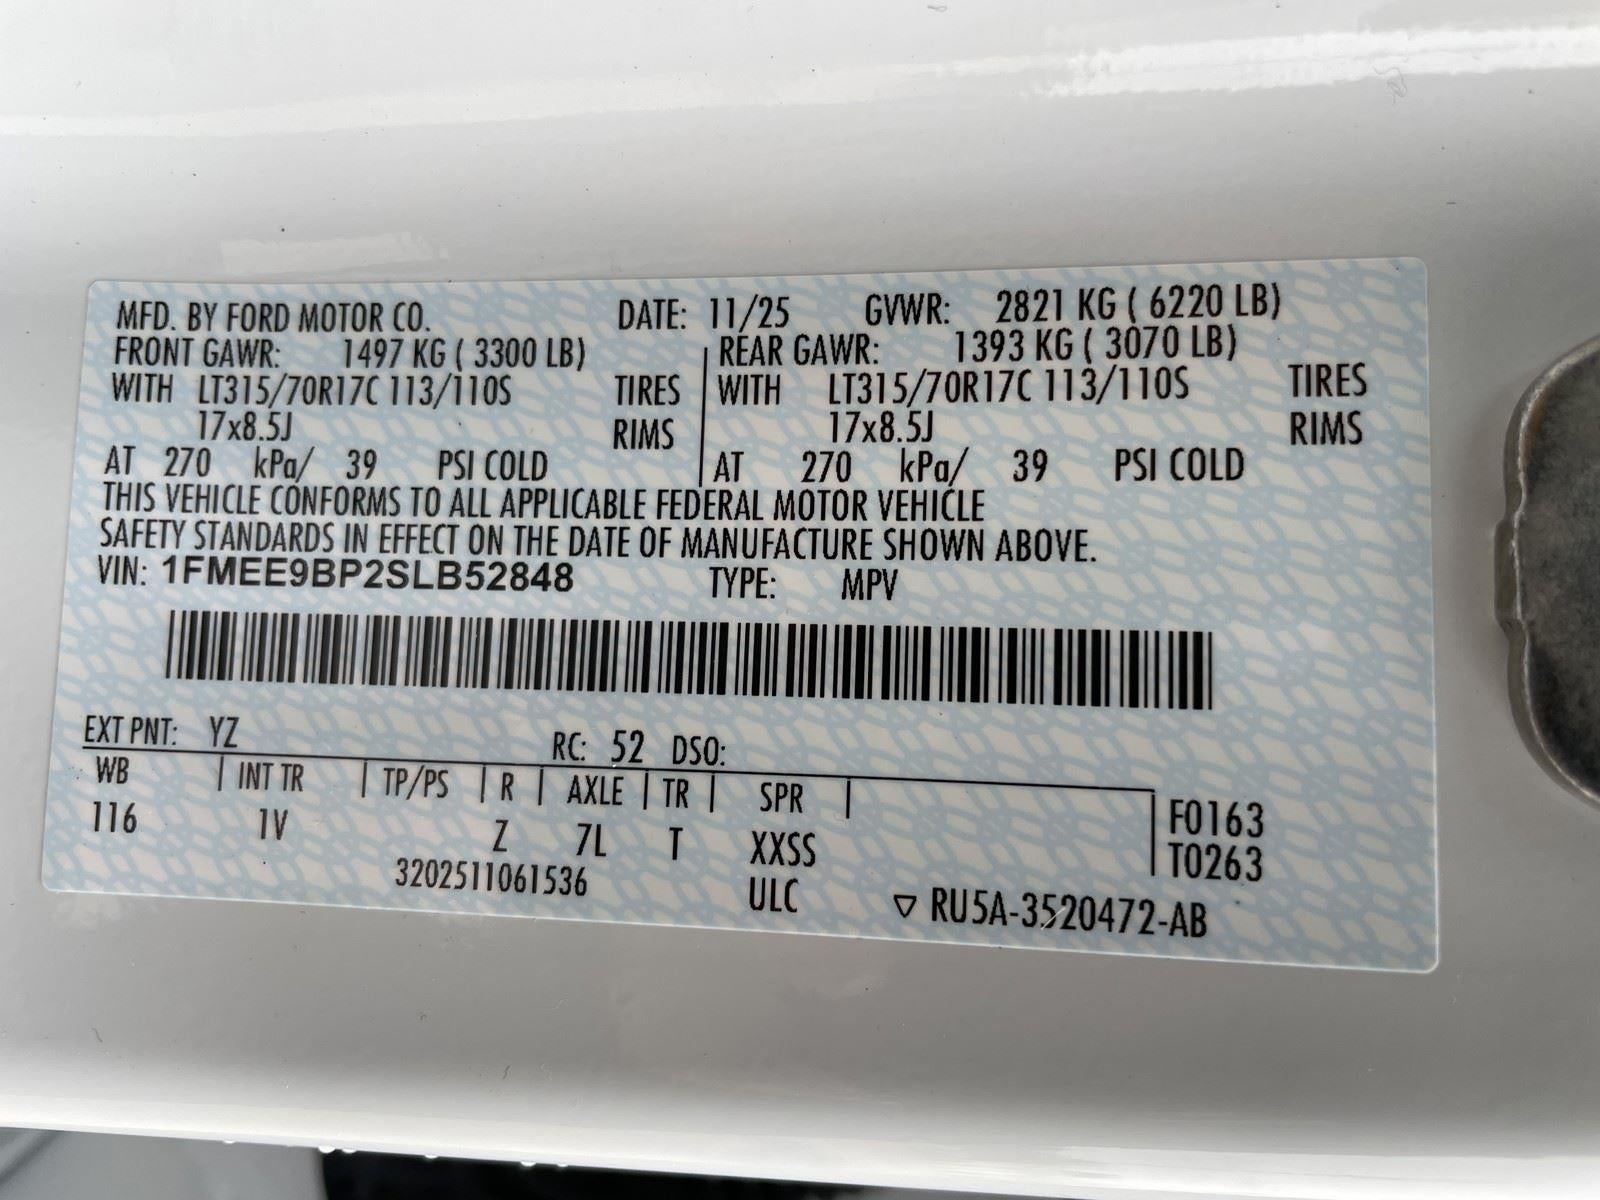 MFD. BY FORD MOTOR CO. DATE: 11/25 GVWR: 2821 KG ( 6220 LB)
FRONT GAWR: 1497 KG ( 3300 LB) REAR GAWR: 1393 KG ( 3070 LB)
WITH LT315/70R17C 113/110S TIRES WITH LT315/70R17C 113/110S TIRES
17x8.5J RIMS 17x8.5J RIMS
AT 270 kPa/ 39 PSI COLD AT 270 kPa/ 39 PSI COLD
THIS VEHICLE CONFORMS TO ALL APPLICABLE FEDERAL MOTOR VEHICLE
SAFETY STANDARDS IN EFFECT ON THE DATE OF MANUFACTURE SHOWN ABOVE.
VIN: 1FMEE9BP2SLB52848 TYPE: MPV
EXT PNT: YZ RC: 52 DSO:
WB INT TR TP/PS R AXLE TR SPR F0163
116 1V Z 7L T XXSS T0263
3202511061536 ULC RU5A-3520472-AB